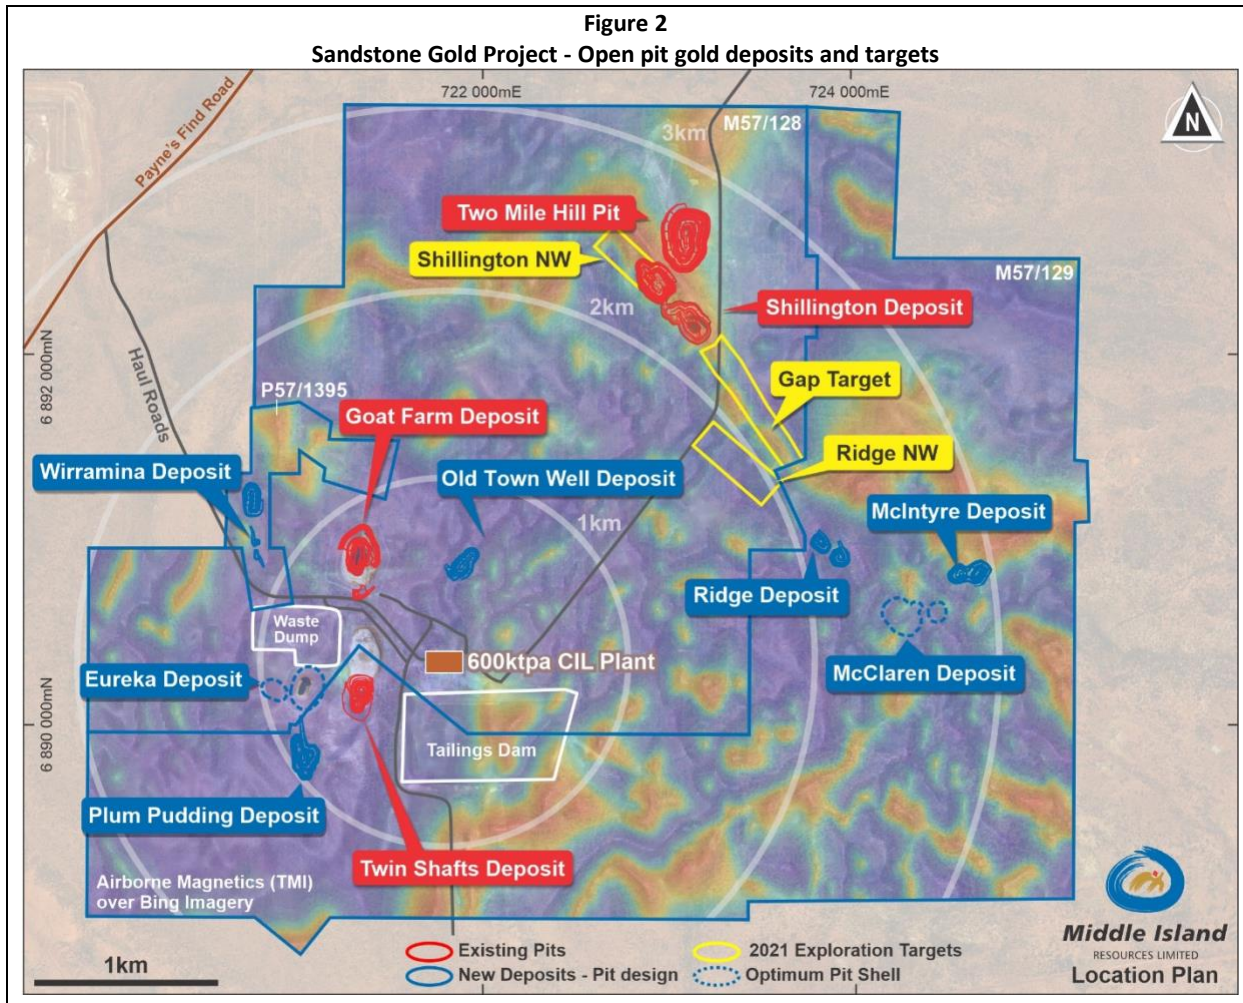 Figure 2
Sandstone Gold Project - Open pit gold deposits and targets
722 000mE
724 000mE
Payne's Find Road
3km
M57/128
N
Two Mile Hill Pit
Shillington NW
M57/129
2km
Shillington Deposit
6 892 000mN
Haul Roads
P57/1395
Gap Target
Goat Farm Deposit
Ridge NW
Wirramina Deposit
Old Town Well Deposit
1km
McIntyre Deposit
Ridge Deposit
Waste
Dump
600ktpa CIL Plant
McClaren Deposit
Eureka Deposit
6 890 000mN
Tailings Dam
Plum Pudding Deposit
Twin Shafts Deposit
Airborne Magnetics (TMI)
over Bing Imagery
1km
Existing Pits
2021 Exploration Targets
New Deposits - Pit design
Optimum Pit Shell
Middle Island
RESOURCES LIMITED
Location Plan